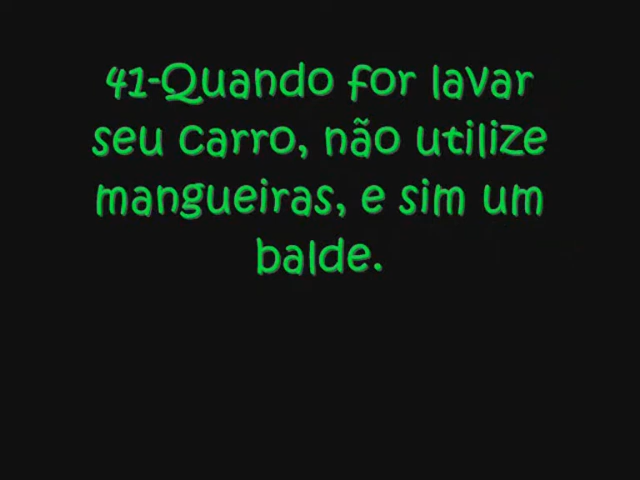 41-Quando for lavar
seu carro, não utilize
mangueiras, e sim um
balde.